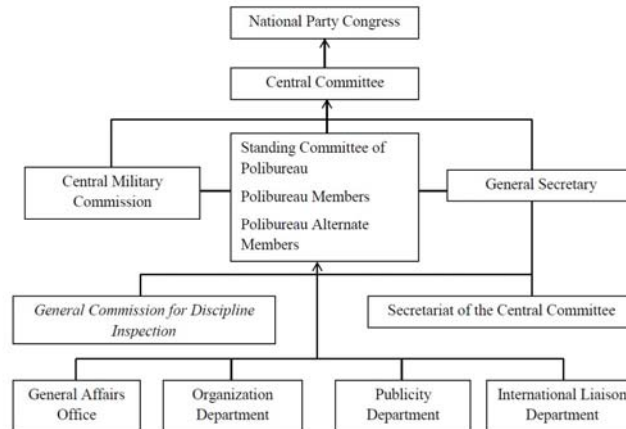 National Party Congress
Central Committee
Standing Committee of
Polibureau
Polibureau Members
Polibureau Alternate
Members
Central Military
Commission
General Secretary
General Commission for Discipline
Inspection
Secretariat of the Central Committee
General Affairs
Office
Organization
Department
Publicity
Department
International Liaison
Department